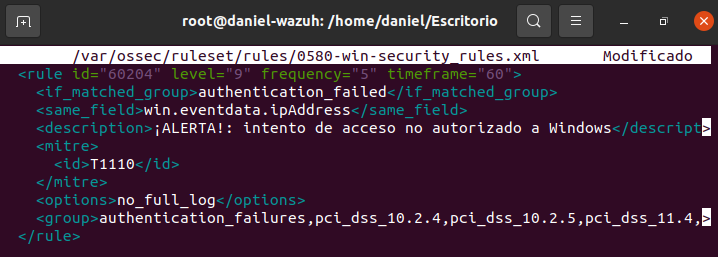 root@daniel-wazuh: /home/daniel/Escritorio
/var/ossec/ruleset/rules/0580-win-security_rules.xml Modificado
<rule id="60204" level="9" frequency="5" timeframe="60">
<if_matched_group>authentication_failed</if_matched_group>
<same_field>win.eventdata.ipAddress</same_field>
<description>¡ALERTA!: intento de acceso no autorizado a Windows</descript>
<mitre>
<id>T1110</id>
</mitre>
<options>no_full_log</options>
<group>authentication_failures,pci_dss_10.2.4,pci_dss_10.2.5,pci_dss_11.4,>
</rule>